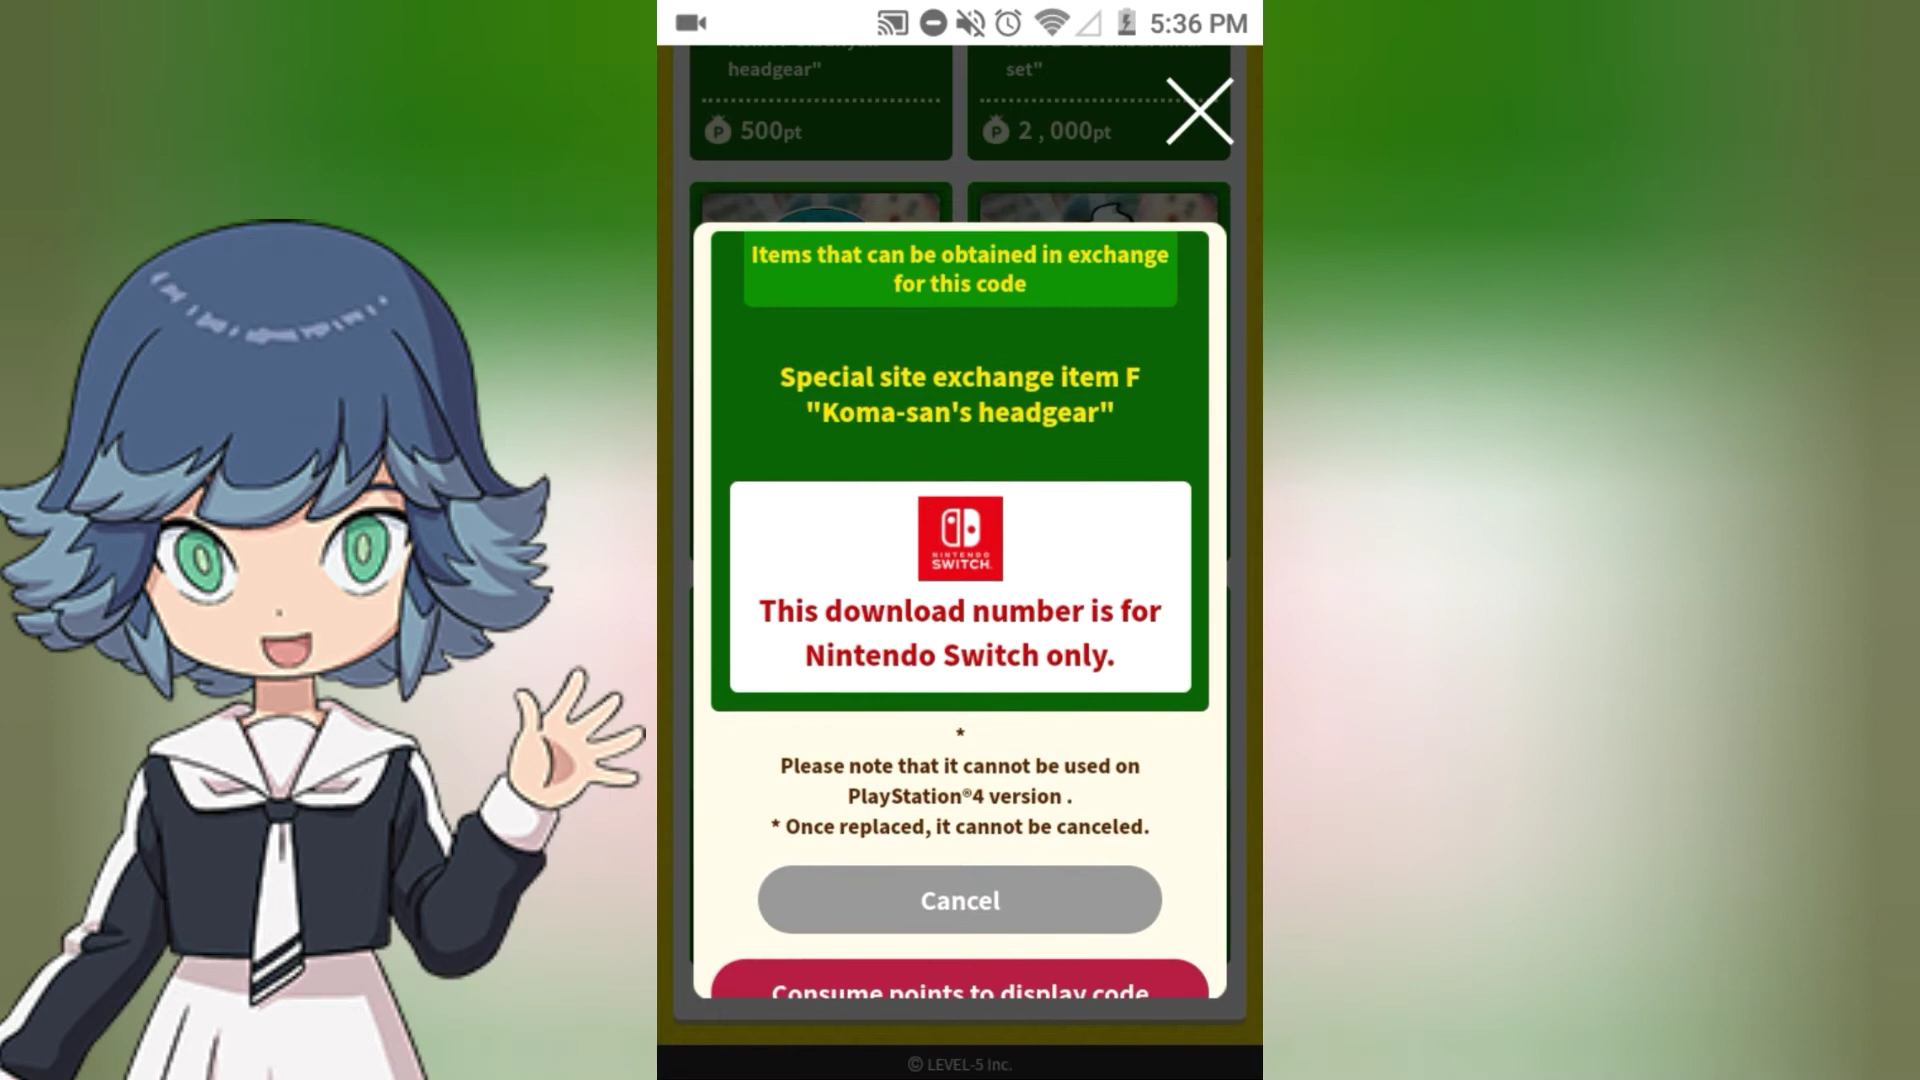 5:36 PM
headgear"
set"
500pt
2,000pt
Items that can be obtained in exchange
for this code
Special site exchange item F
"Koma-san's headgear"
NINTENDO
SWITCH.
This download number is for
Nintendo Switch only.
*
Please note that it cannot be used on
PlayStation®4 version .
* Once replaced, it cannot be canceled.
Cancel
Consume points to display code
© LEVEL-5 Inc.